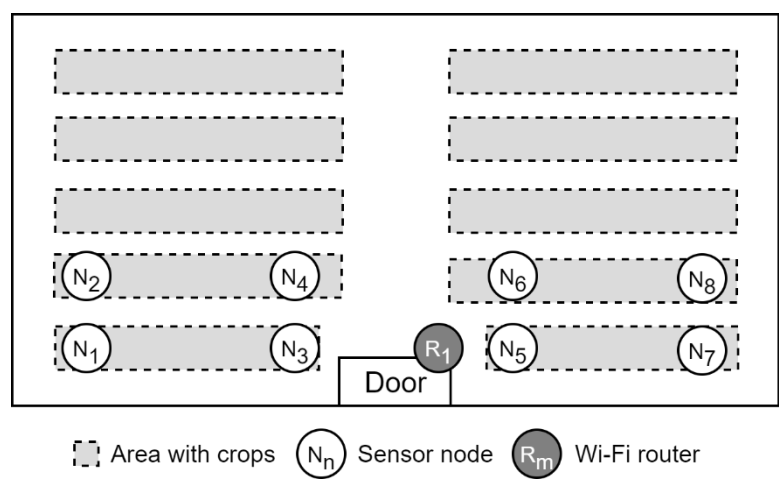 N2 N4 N6 N8
N1 N3 R1 N5 N7
Door
Area with crops Nn Sensor node Rm Wi-Fi router